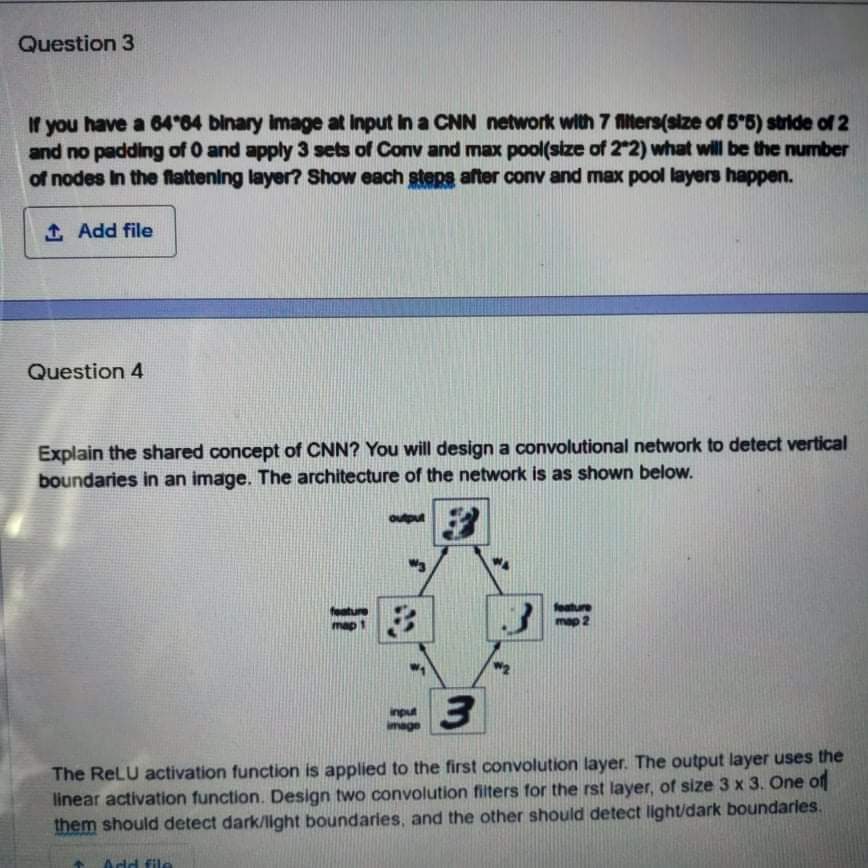 Question 3
If you have a 64*64 binary image at input in a CNN network with 7 filters(size of 5*5) stride of 2
and no padding of 0 and apply 3 sets of Conv and max pool(size of 2*2) what will be the number
of nodes in the flattening layer? Show each steps after conv and max pool layers happen.
Add file
Question 4
Explain the shared concept of CNN? You will design a convolutional network to detect vertical
boundaries in an image. The architecture of the network is as shown below.
output
3
w3
w4
feature
map 1
3
3
feature
map 2
w1
w2
input
image
3
The ReLU activation function is applied to the first convolution layer. The output layer uses the
linear activation function. Design two convolution filters for the rst layer, of size 3 x 3. One of
them should detect dark/light boundaries, and the other should detect light/dark boundaries.
Add file